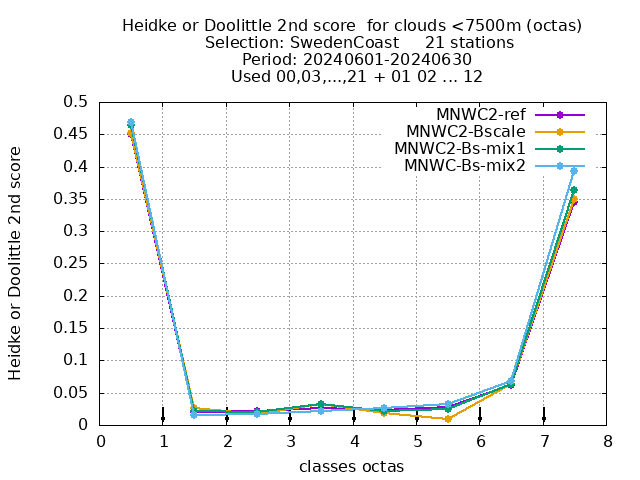 Heidke or Doolittle 2nd score  for clouds <7500m (octas)
Selection: SwedenCoast     21 stations
Period: 20240601-20240630
Used 00,03,...,21 + 01 02 ... 12
MNWC2-ref
MNWC2-Bscale
MNWC2-Bs-mix1
MNWC-Bs-mix2
Heidke or Doolittle 2nd score
0.5
0.45
0.4
0.35
0.3
0.25
0.2
0.15
0.1
0.05
0
0 1 2 3 4 5 6 7 8
classes octas